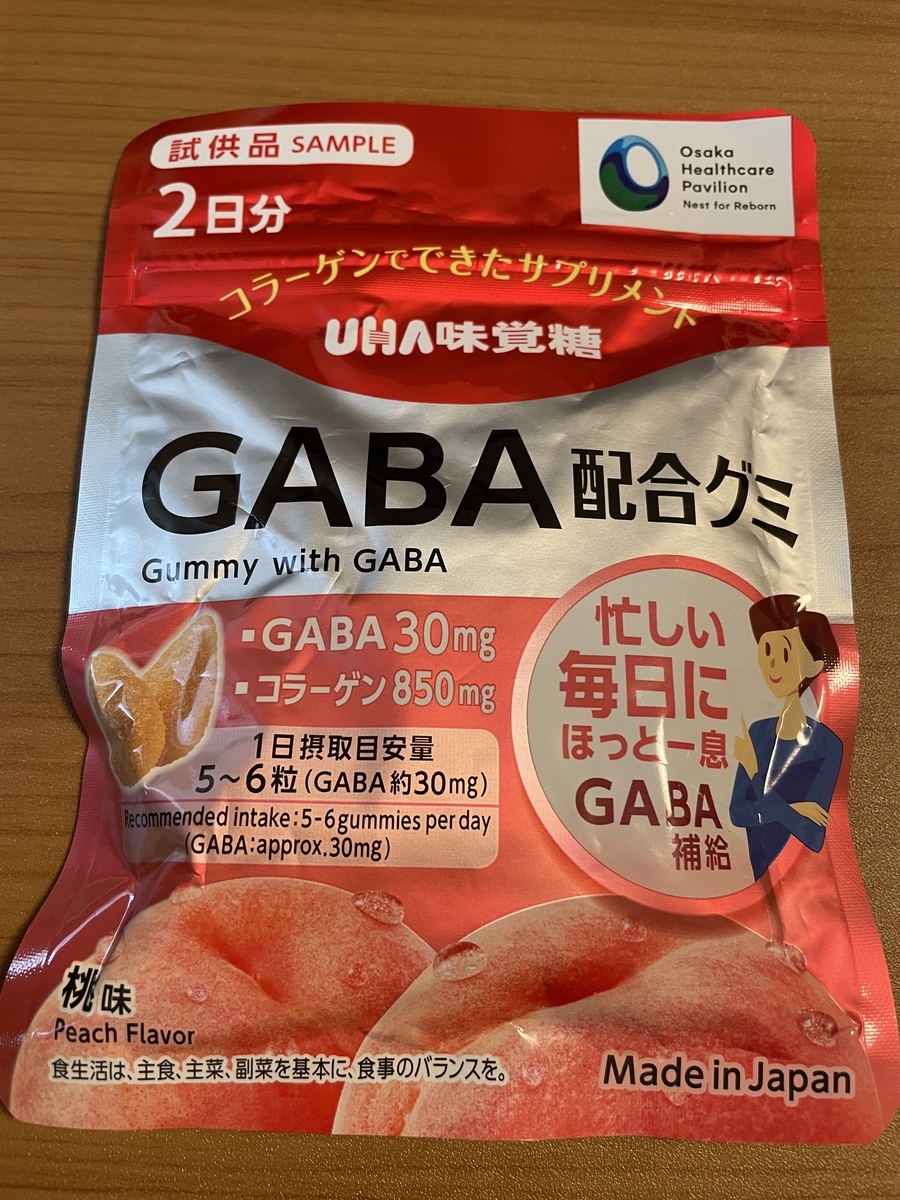 試供品 SAMPLE
2日分
Osaka
Healthcare
Pavilion
Nest for Reborn
コラーゲンでできたサプリメント
UHA味覚糖
GABA配合グミ
Gummy with GABA
▪GABA 30mg
▪コラーゲン 850mg
1日摂取目安量
5〜6粒(GABA約30mg)
Recommended intake:5-6gummies per day
(GABA:approx.30mg)
忙しい
毎日に
ほっと一息
GABA
補給
桃味
Peach Flavor
食生活は、主食、主菜、副菜を基本に、食事のバランスを。
Made in Japan